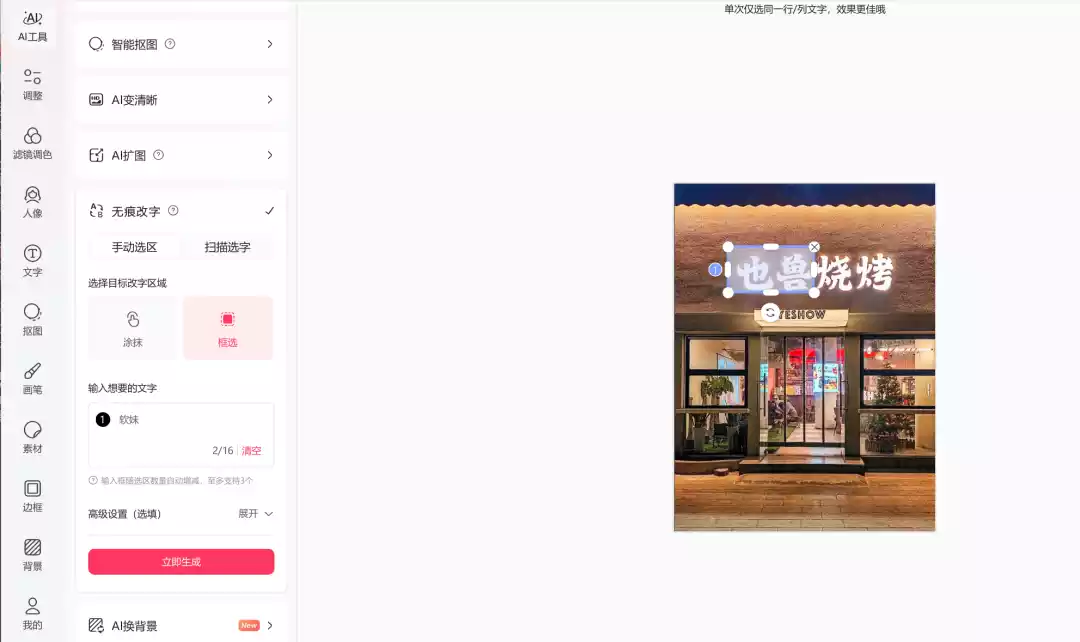 单次仅选同一行/列文字，效果更佳哦
AI
AI工具
调整
滤镜调色
人像
T
文字
抠图
画笔
素材
边框
背景
我的
智能抠图 ?
HD AI变清晰
AI扩图 ?
A B 无痕改字 ?
手动选区 扫描选字
选择目标改字区域
涂抹 框选
输入想要的文字
1 软妹
2/16 清空
? 输入框随选区数量自动增减，至多支持3个
高级设置（选填） 展开
立即生成
AI换背景 New
1 也兽烧烤
YESHOW